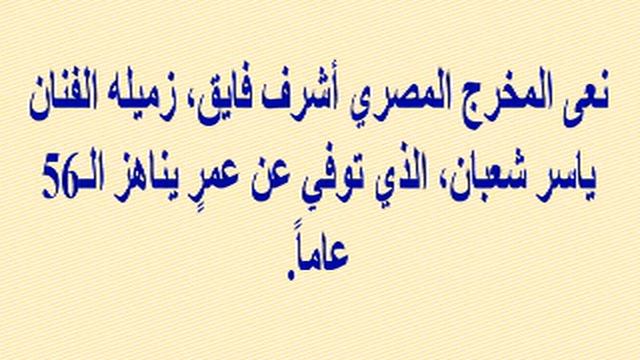 نعى المخرج المصري أشرف فايق، زميله الفنان
ياسر شعبان، الذي توفي عن عمرٍ يناهز الـ56
عاماً.